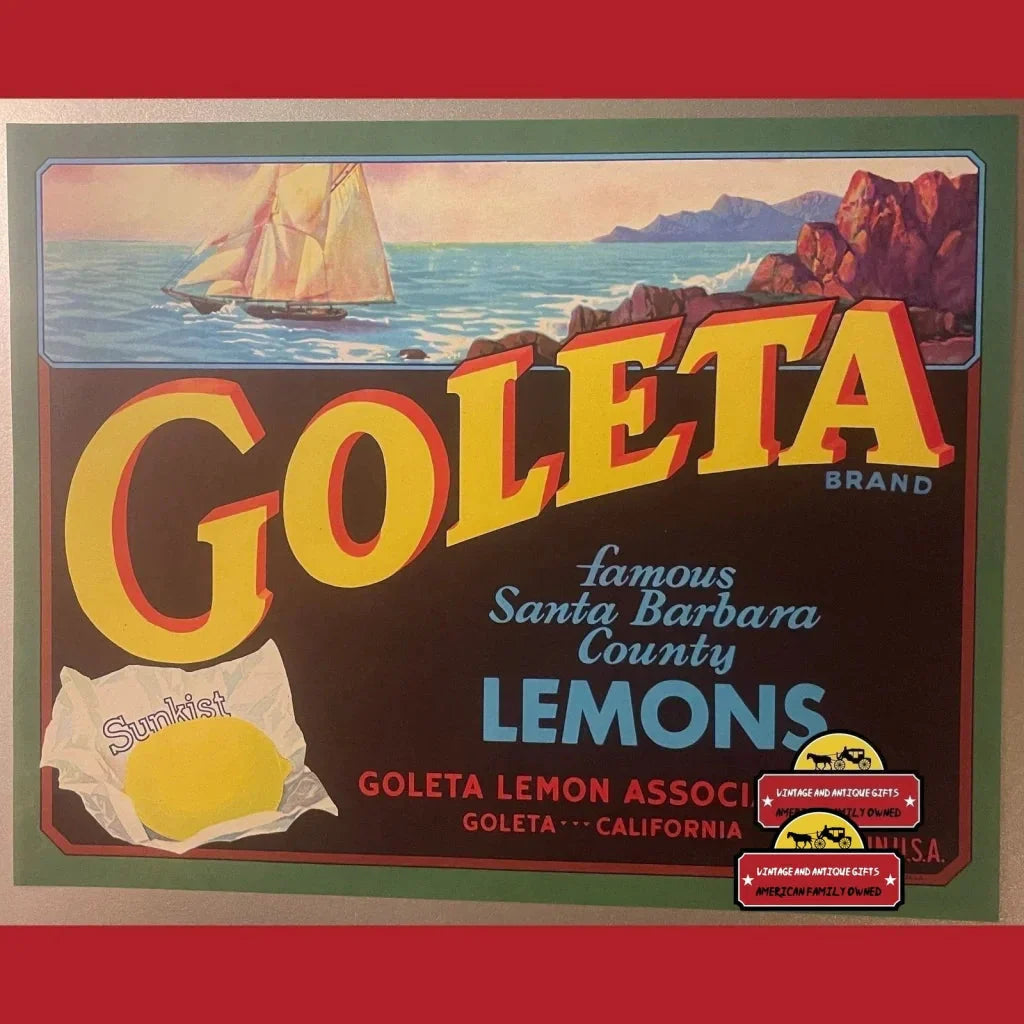 GOLETA
BRAND
famous
Santa Barbara
County
LEMONS
Sunkist
GOLETA LEMON ASSOCI
GOLETA --- CALIFORNIA
IN U.S.A.
VINTAGE AND ANTIQUE GIFTS
AMERICAN FAMILY OWNED
VINTAGE AND ANTIQUE GIFTS
AMERICAN FAMILY OWNED